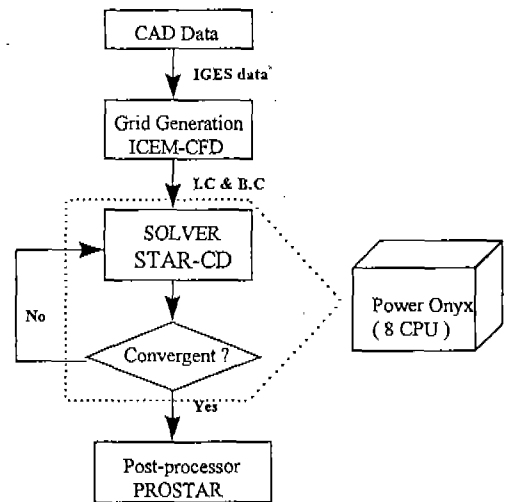 CAD Data
IGES data
Grid Generation
ICEM-CFD
I.C & B.C
SOLVER
STAR-CD
Power Onyx
( 8 CPU )
No
Convergent ?
Yes
Post-processor
PROSTAR